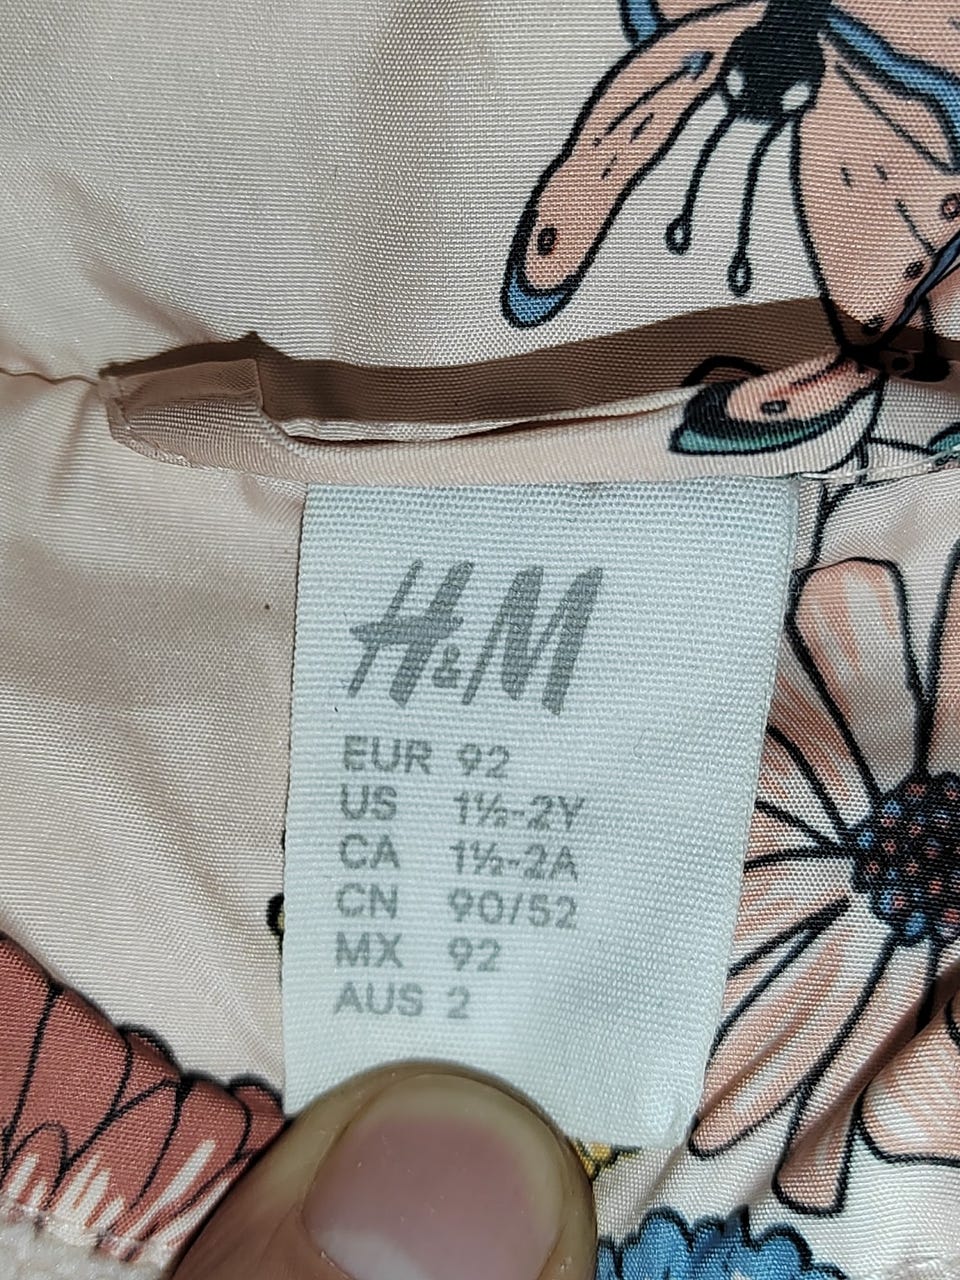 H&M
EUR 92
US 1½-2Y
CA 1½-2A
CN 90/52
MX 92
AUS 2